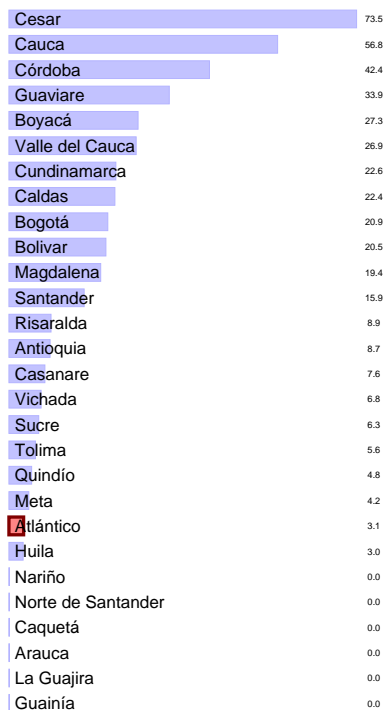 Cesar 73.5
Cauca 56.8
Córdoba 42.4
Guaviare 33.9
Boyacá 27.3
Valle del Cauca 26.9
Cundinamarca 22.6
Caldas 22.4
Bogotá 20.9
Bolivar 20.5
Magdalena 19.4
Santander 15.9
Risaralda 8.9
Antioquia 8.7
Casanare 7.6
Vichada 6.8
Sucre 6.3
Tolima 5.6
Quindío 4.8
Meta 4.2
Atlántico 3.1
Huila 3.0
Nariño 0.0
Norte de Santander 0.0
Caquetá 0.0
Arauca 0.0
La Guajira 0.0
Guainía 0.0